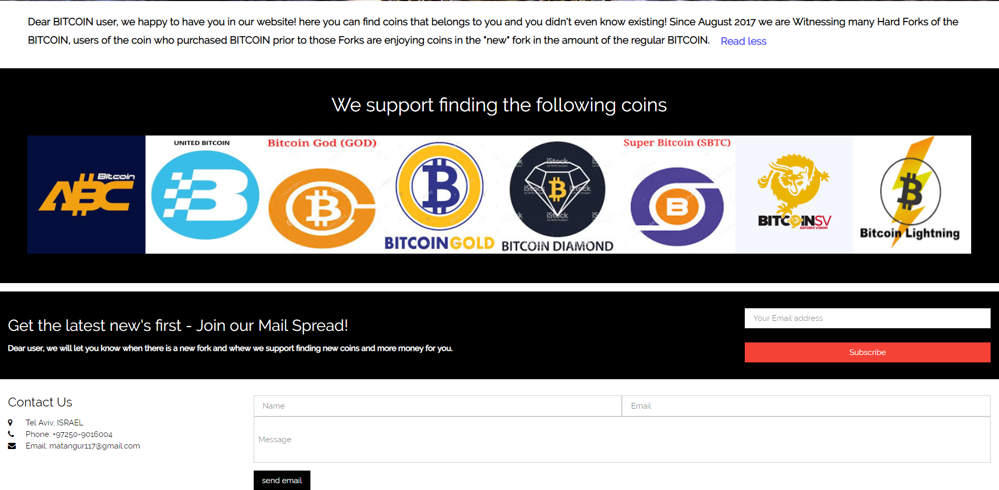 Dear BITCOIN user, we happy to have you in our website! here you can find coins that belongs to you and you didn't even know existing! Since August 2017 we are Witnessing many Hard Forks of the
BITCOIN, users of the coin who purchased BITCOIN prior to those Forks are enjoying coins in the "new" fork in the amount of the regular BITCOIN. Read less
We support finding the following coins
Bitcoin
ABC
UNITED BITCOIN
Bitcoin God (GOD)
BITCOINGOLD
iStock
iStock
iStock
iStock
BITCOIN DIAMOND
Super Bitcoin (SBTC)
BITCOINSV
SATOSHI VISION
Bitcoin Lightning
Get the latest new's first - Join our Mail Spread!
Dear user, we will let you know when there is a new fork and whew we support finding new coins and more money for you.
Your Email address
Subscribe
Contact Us
Tel Aviv, ISRAEL
Phone: +97250-9016004
Email: matangur117@gmail.com
Name
Email
Message
send email